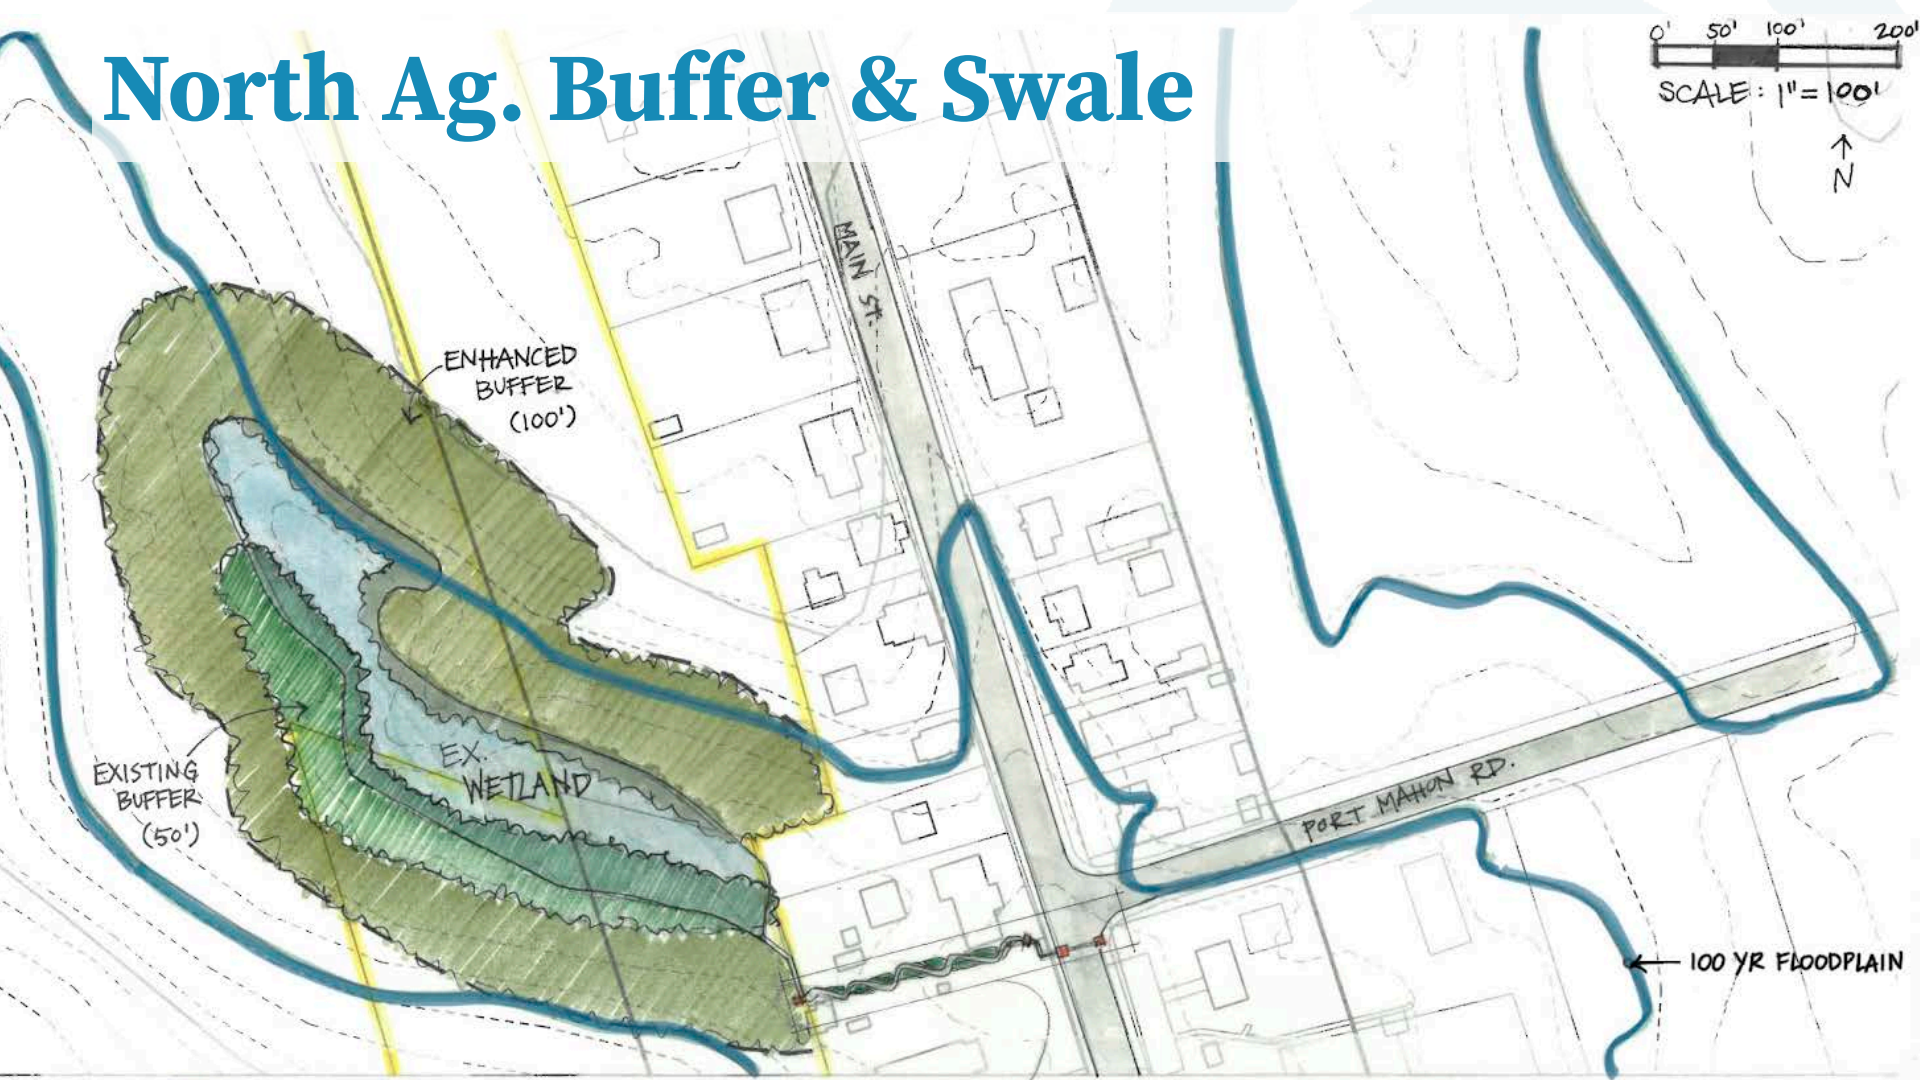 North Ag. Buffer & Swale
0' 50' 100' 200'
SCALE: 1"=100'
N
MAIN ST.
ENHANCED
BUFFER
(100')
EX.
WETLAND
EXISTING
BUFFER
(50')
PORT MAHON RD.
100 YR FLOODPLAIN